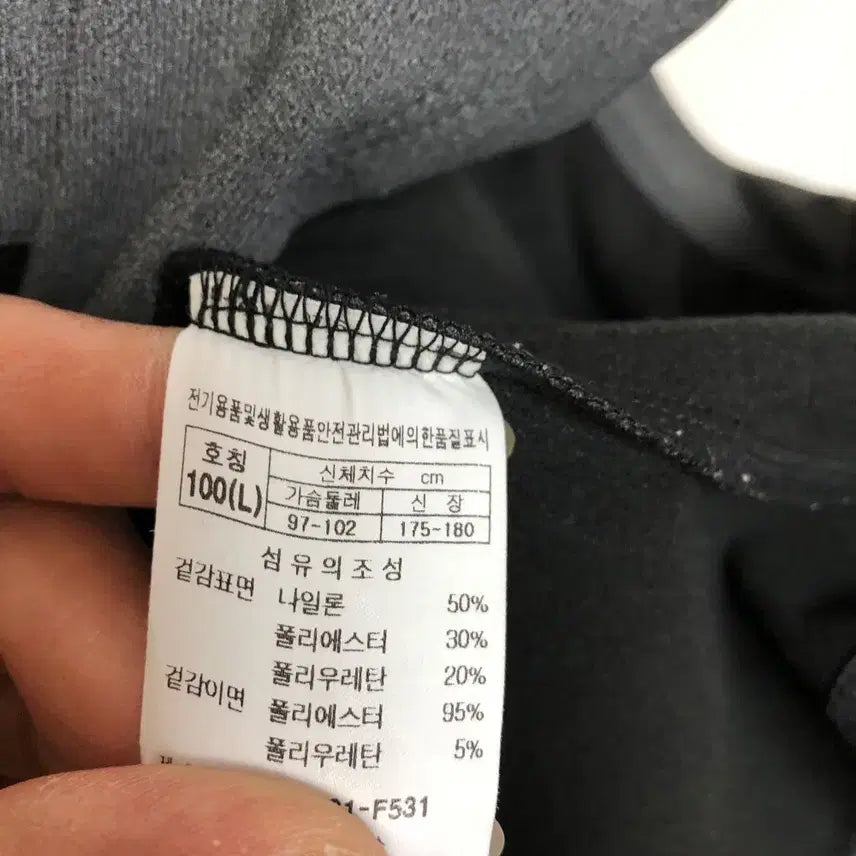 전기용품및생활용품안전관리법에의한품질표시
호칭 신체치수 cm
100(L) 가슴둘레 신 장
97-102 175-180
섬유의조성
겉감표면 나일론 50%
폴리에스터 30%
폴리우레탄 20%
겉감이면 폴리에스터 95%
폴리우레탄 5%
1-F531